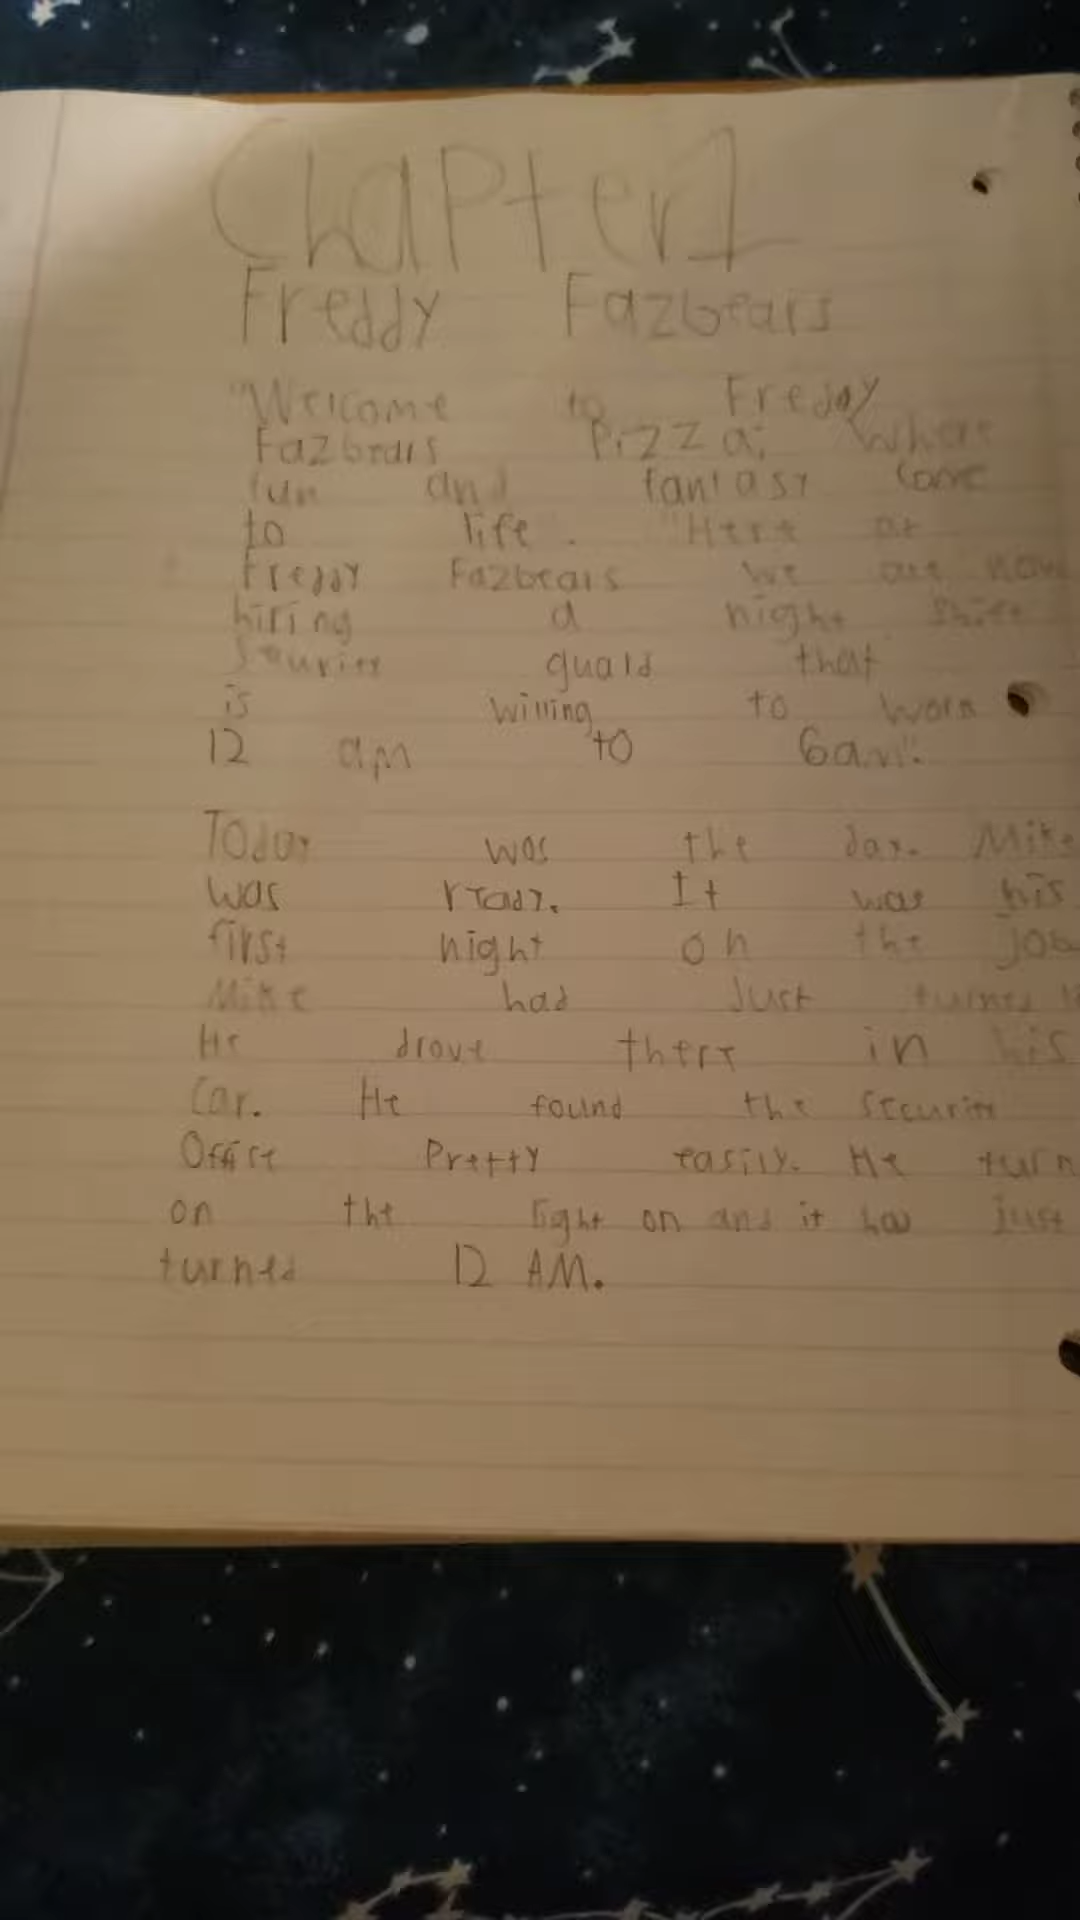 Chapter 1
Freddy Fazbears
"Welcome to Freddy
Fazbears Pizza, where
fun and fantasy come
to life. "Here at
Freddy Fazbears we are now
hiring a night shift
security guard that
is willing to work
12 am to 6am".
Today was the day. Mike
was ready. It was his
first night on the job
Mike had just turned
He drove there in his
car. He found the security
Office Pretty easily. He turn
on the light on and it had just
turned 12 AM.